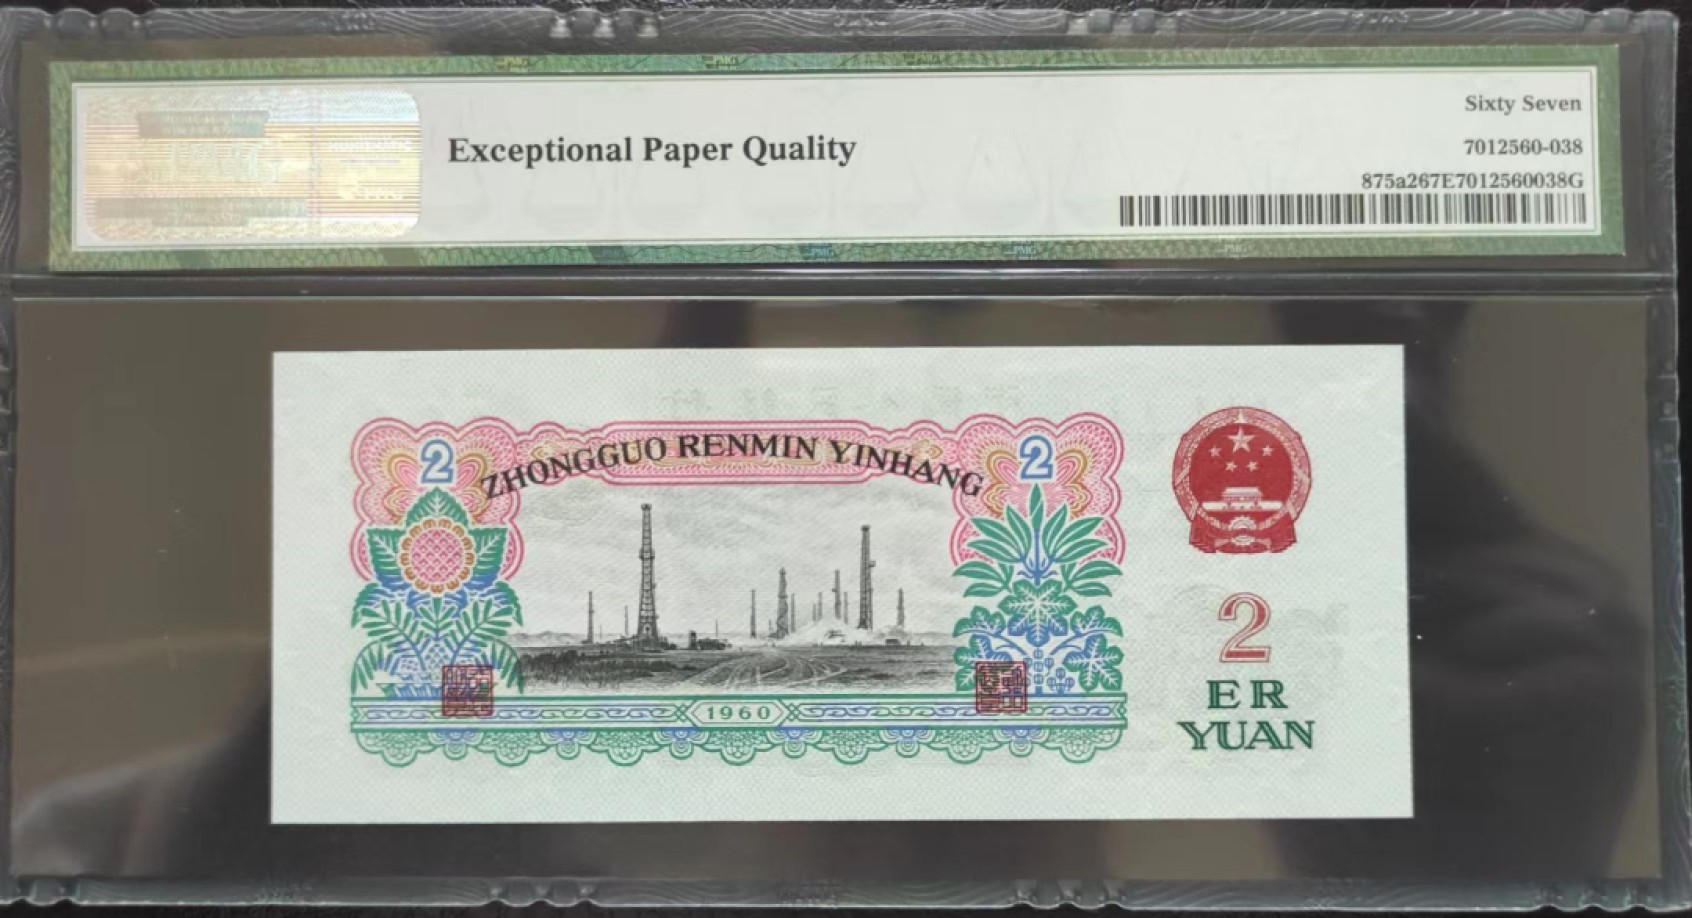 Sixty Seven
Exceptional Paper Quality
7012560-038
875a267E7012560038G
ZHONGGUO RENMIN YINHANG
2
2
2
ER
YUAN
1960